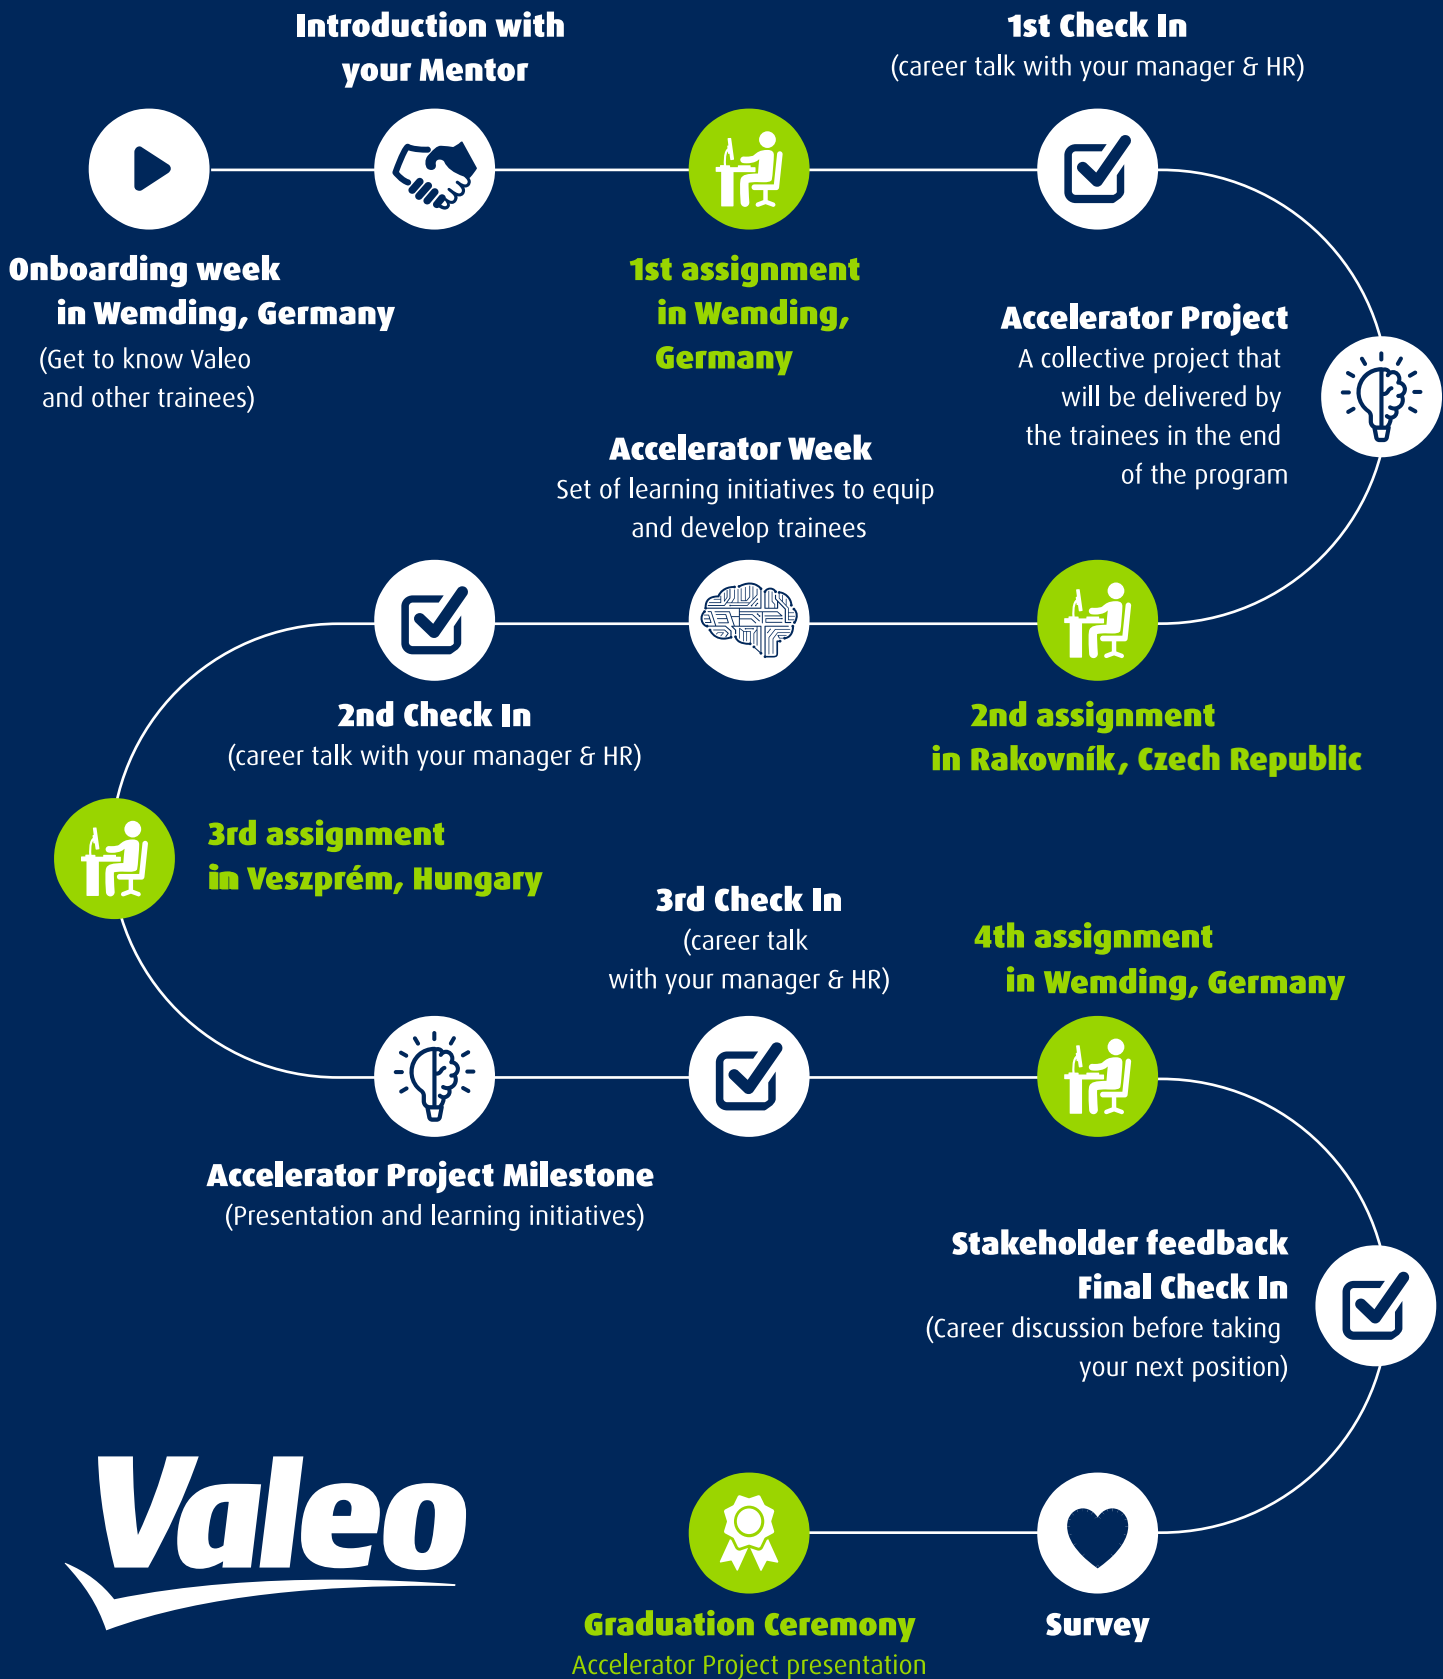 Introduction with
your Mentor
1st Check In
(career talk with your manager & HR)
Onboarding week
in Wemding, Germany
(Get to know Valeo
and other trainees)
1st assignment
in Wemding,
Germany
Accelerator Project
A collective project that
will be delivered by
the trainees in the end
of the program
Accelerator Week
Set of learning initiatives to equip
and develop trainees
2nd Check In
(career talk with your manager & HR)
2nd assignment
in Rakovník, Czech Republic
3rd assignment
in Veszprém, Hungary
3rd Check In
(career talk
with your manager & HR)
4th assignment
in Wemding, Germany
Accelerator Project Milestone
(Presentation and learning initiatives)
Stakeholder feedback
Final Check In
(Career discussion before taking
your next position)
Valeo
Graduation Ceremony
Accelerator Project presentation
Survey